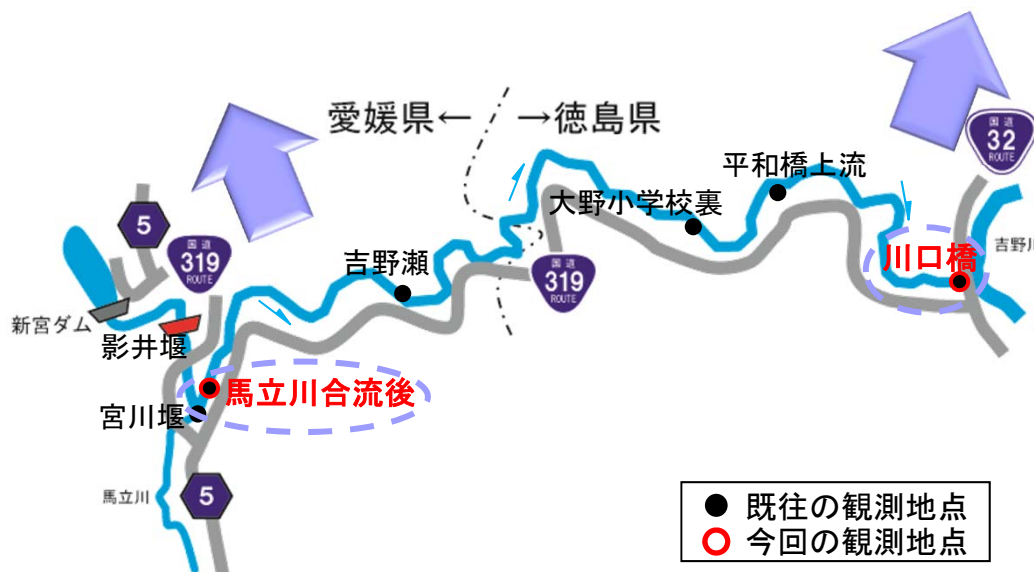 愛媛県← →徳島県
国道
32
ROUTE
平和橋上流
大野小学校裏
5
国道
319
ROUTE
吉野瀬
国道
319
ROUTE
川口橋
吉野川
新宮ダム
影井堰
馬立川合流後
宮川堰
馬立川
5
● 既往の観測地点
○ 今回の観測地点